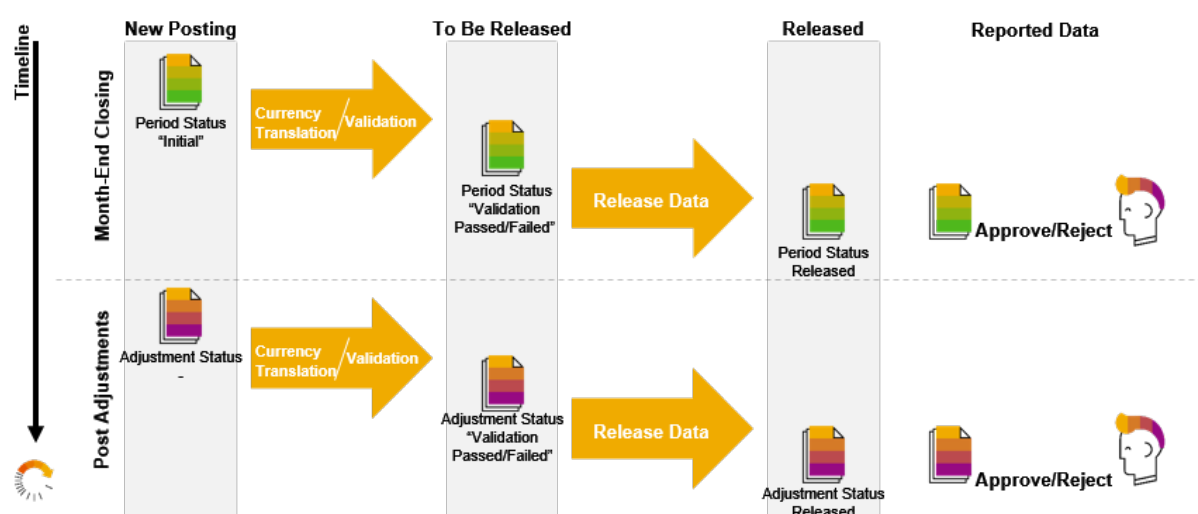 New Posting
To Be Released
Released
Reported Data
Timeline
Month-End Closing
Period Status
“Initial”
Currency
Translation
Validation
Period Status
“Validation
Passed/Failed”
Release Data
Period Status
Released
Approve/Reject
Post Adjustments
Adjustment Status
-
Currency
Translation
Validation
Adjustment Status
“Validation
Passed/Failed”
Release Data
Adjustment Status
Released
Approve/Reject